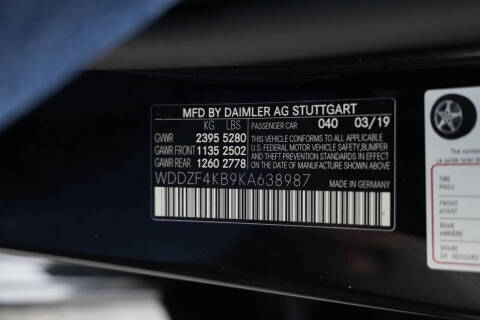 MFD BY DAIMLER AG STUTTGART
KG LBS PASSENGER CAR 040 03/19
GVWR 2395 5280 THIS VEHICLE CONFORMS TO ALL APPLICABLE
GAWR FRONT 1135 2502 U.S. FEDERAL MOTOR VEHICLE SAFETY,BUMPER
GAWR REAR 1260 2778 AND THEFT PREVENTION STANDARDS IN EFFECT
ON THE DATE OF MANUFACTURE SHOWN ABOVE.
WDDZF4KB9KA638987 MADE IN GERMANY
The combined
TIRE
PNEU
FRONT
AVANT
REAR
ARRIÈRE
SPARE
DE SECOURS